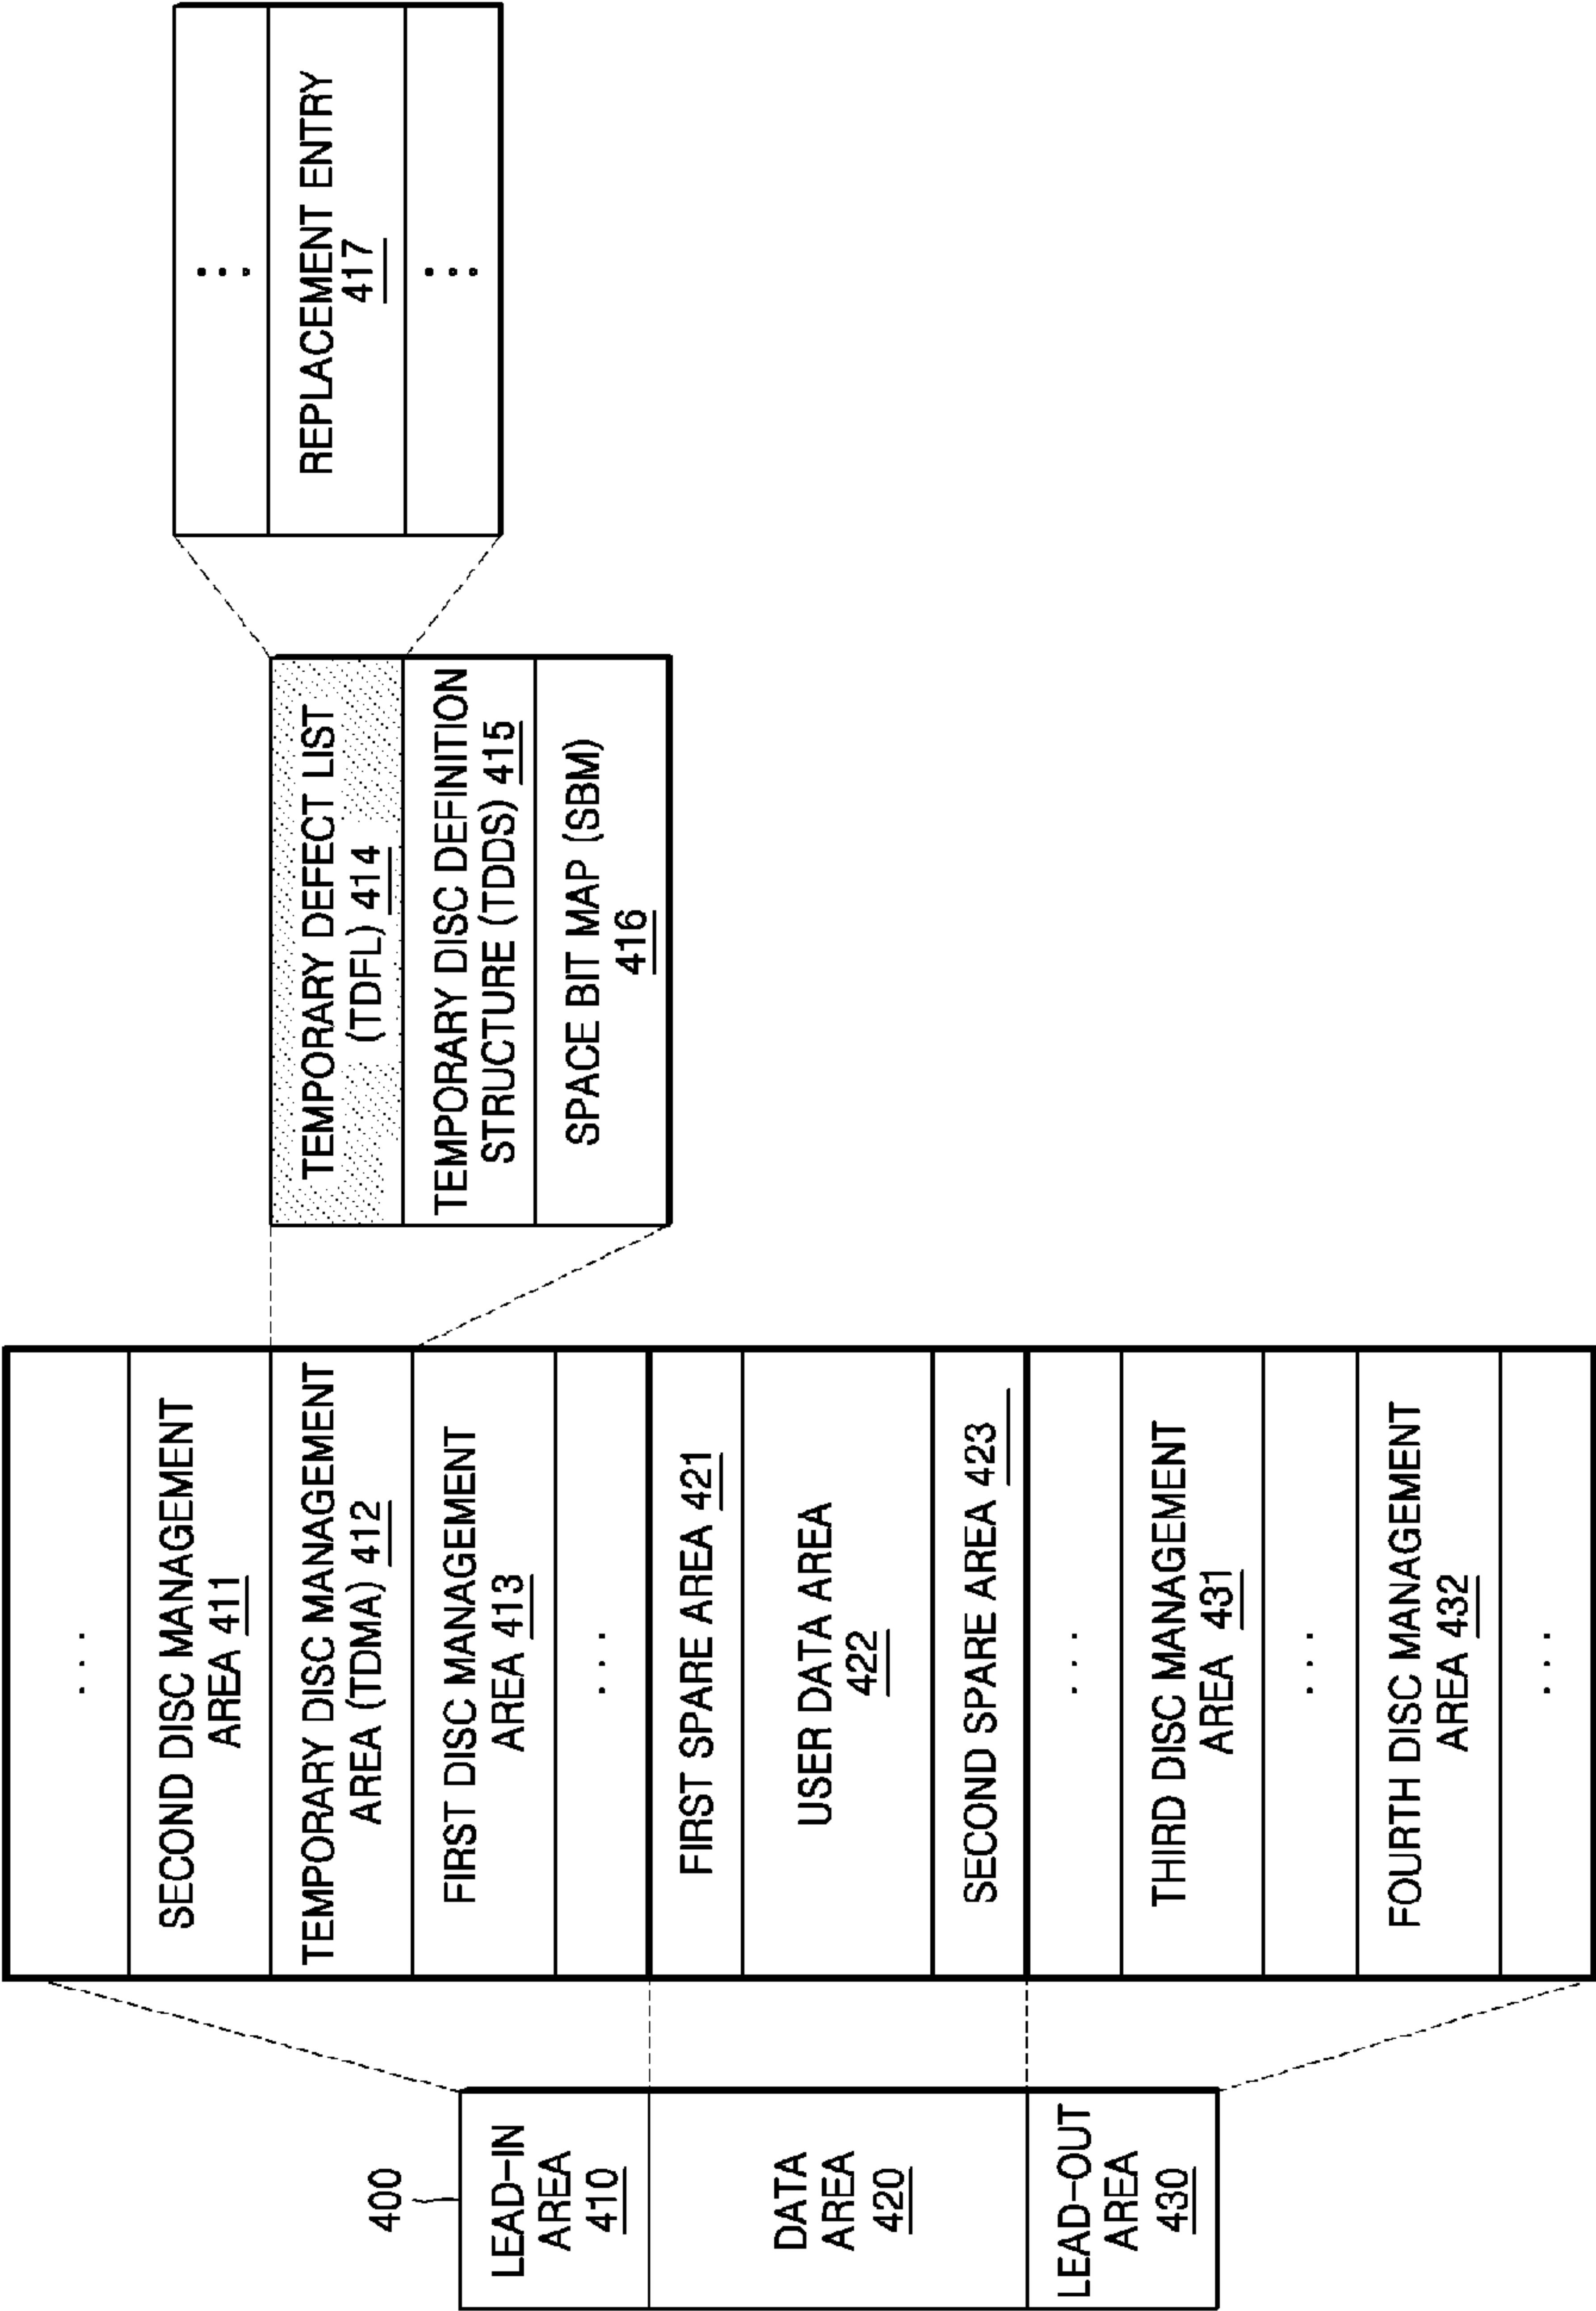 400
LEAD-IN
AREA
410
DATA
AREA
420
LEAD-OUT
AREA
430
. . .
SECOND DISC MANAGEMENT
AREA 411
TEMPORARY DISC MANAGEMENT
AREA (TDMA) 412
FIRST DISC MANAGEMENT
AREA 413
. . .
FIRST SPARE AREA 421
USER DATA AREA
422
SECOND SPARE AREA 423
. . .
THIRD DISC MANAGEMENT
AREA 431
. . .
FOURTH DISC MANAGEMENT
AREA 432
. . .
TEMPORARY DEFECT LIST
(TDFL) 414
TEMPORARY DISC DEFINITION
STRUCTURE (TDDS) 415
SPACE BIT MAP (SBM)
416
⋮
REPLACEMENT ENTRY
417
⋮